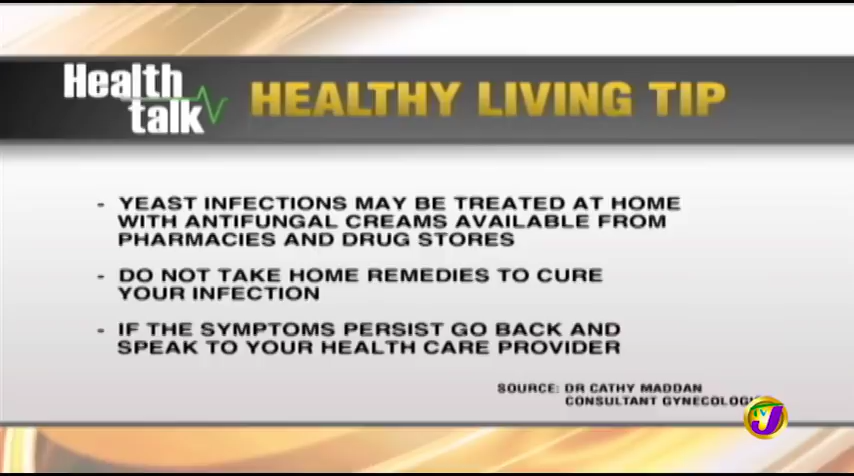 Health
talk
HEALTHY LIVING TIP
- YEAST INFECTIONS MAY BE TREATED AT HOME
WITH ANTIFUNGAL CREAMS AVAILABLE FROM
PHARMACIES AND DRUG STORES
- DO NOT TAKE HOME REMEDIES TO CURE
YOUR INFECTION
- IF THE SYMPTOMS PERSIST GO BACK AND
SPEAK TO YOUR HEALTH CARE PROVIDER
SOURCE: DR CATHY MADDAN
CONSULTANT
TVJ